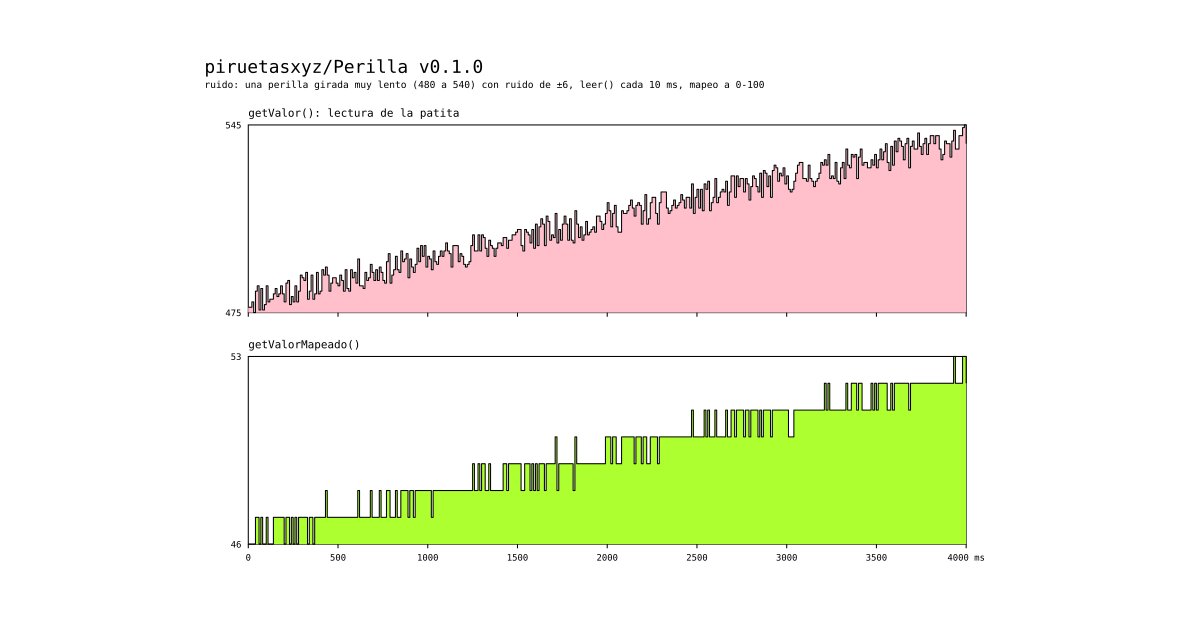 piruetasxyz/Perilla v0.1.0
ruido: una perilla girada muy lento (480 a 540) con ruido de ±6, leer() cada 10 ms, mapeo a 0-100
getValor(): lectura de la patita
545
475
getValorMapeado()
53
46
0 500 1000 1500 2000 2500 3000 3500 4000 ms